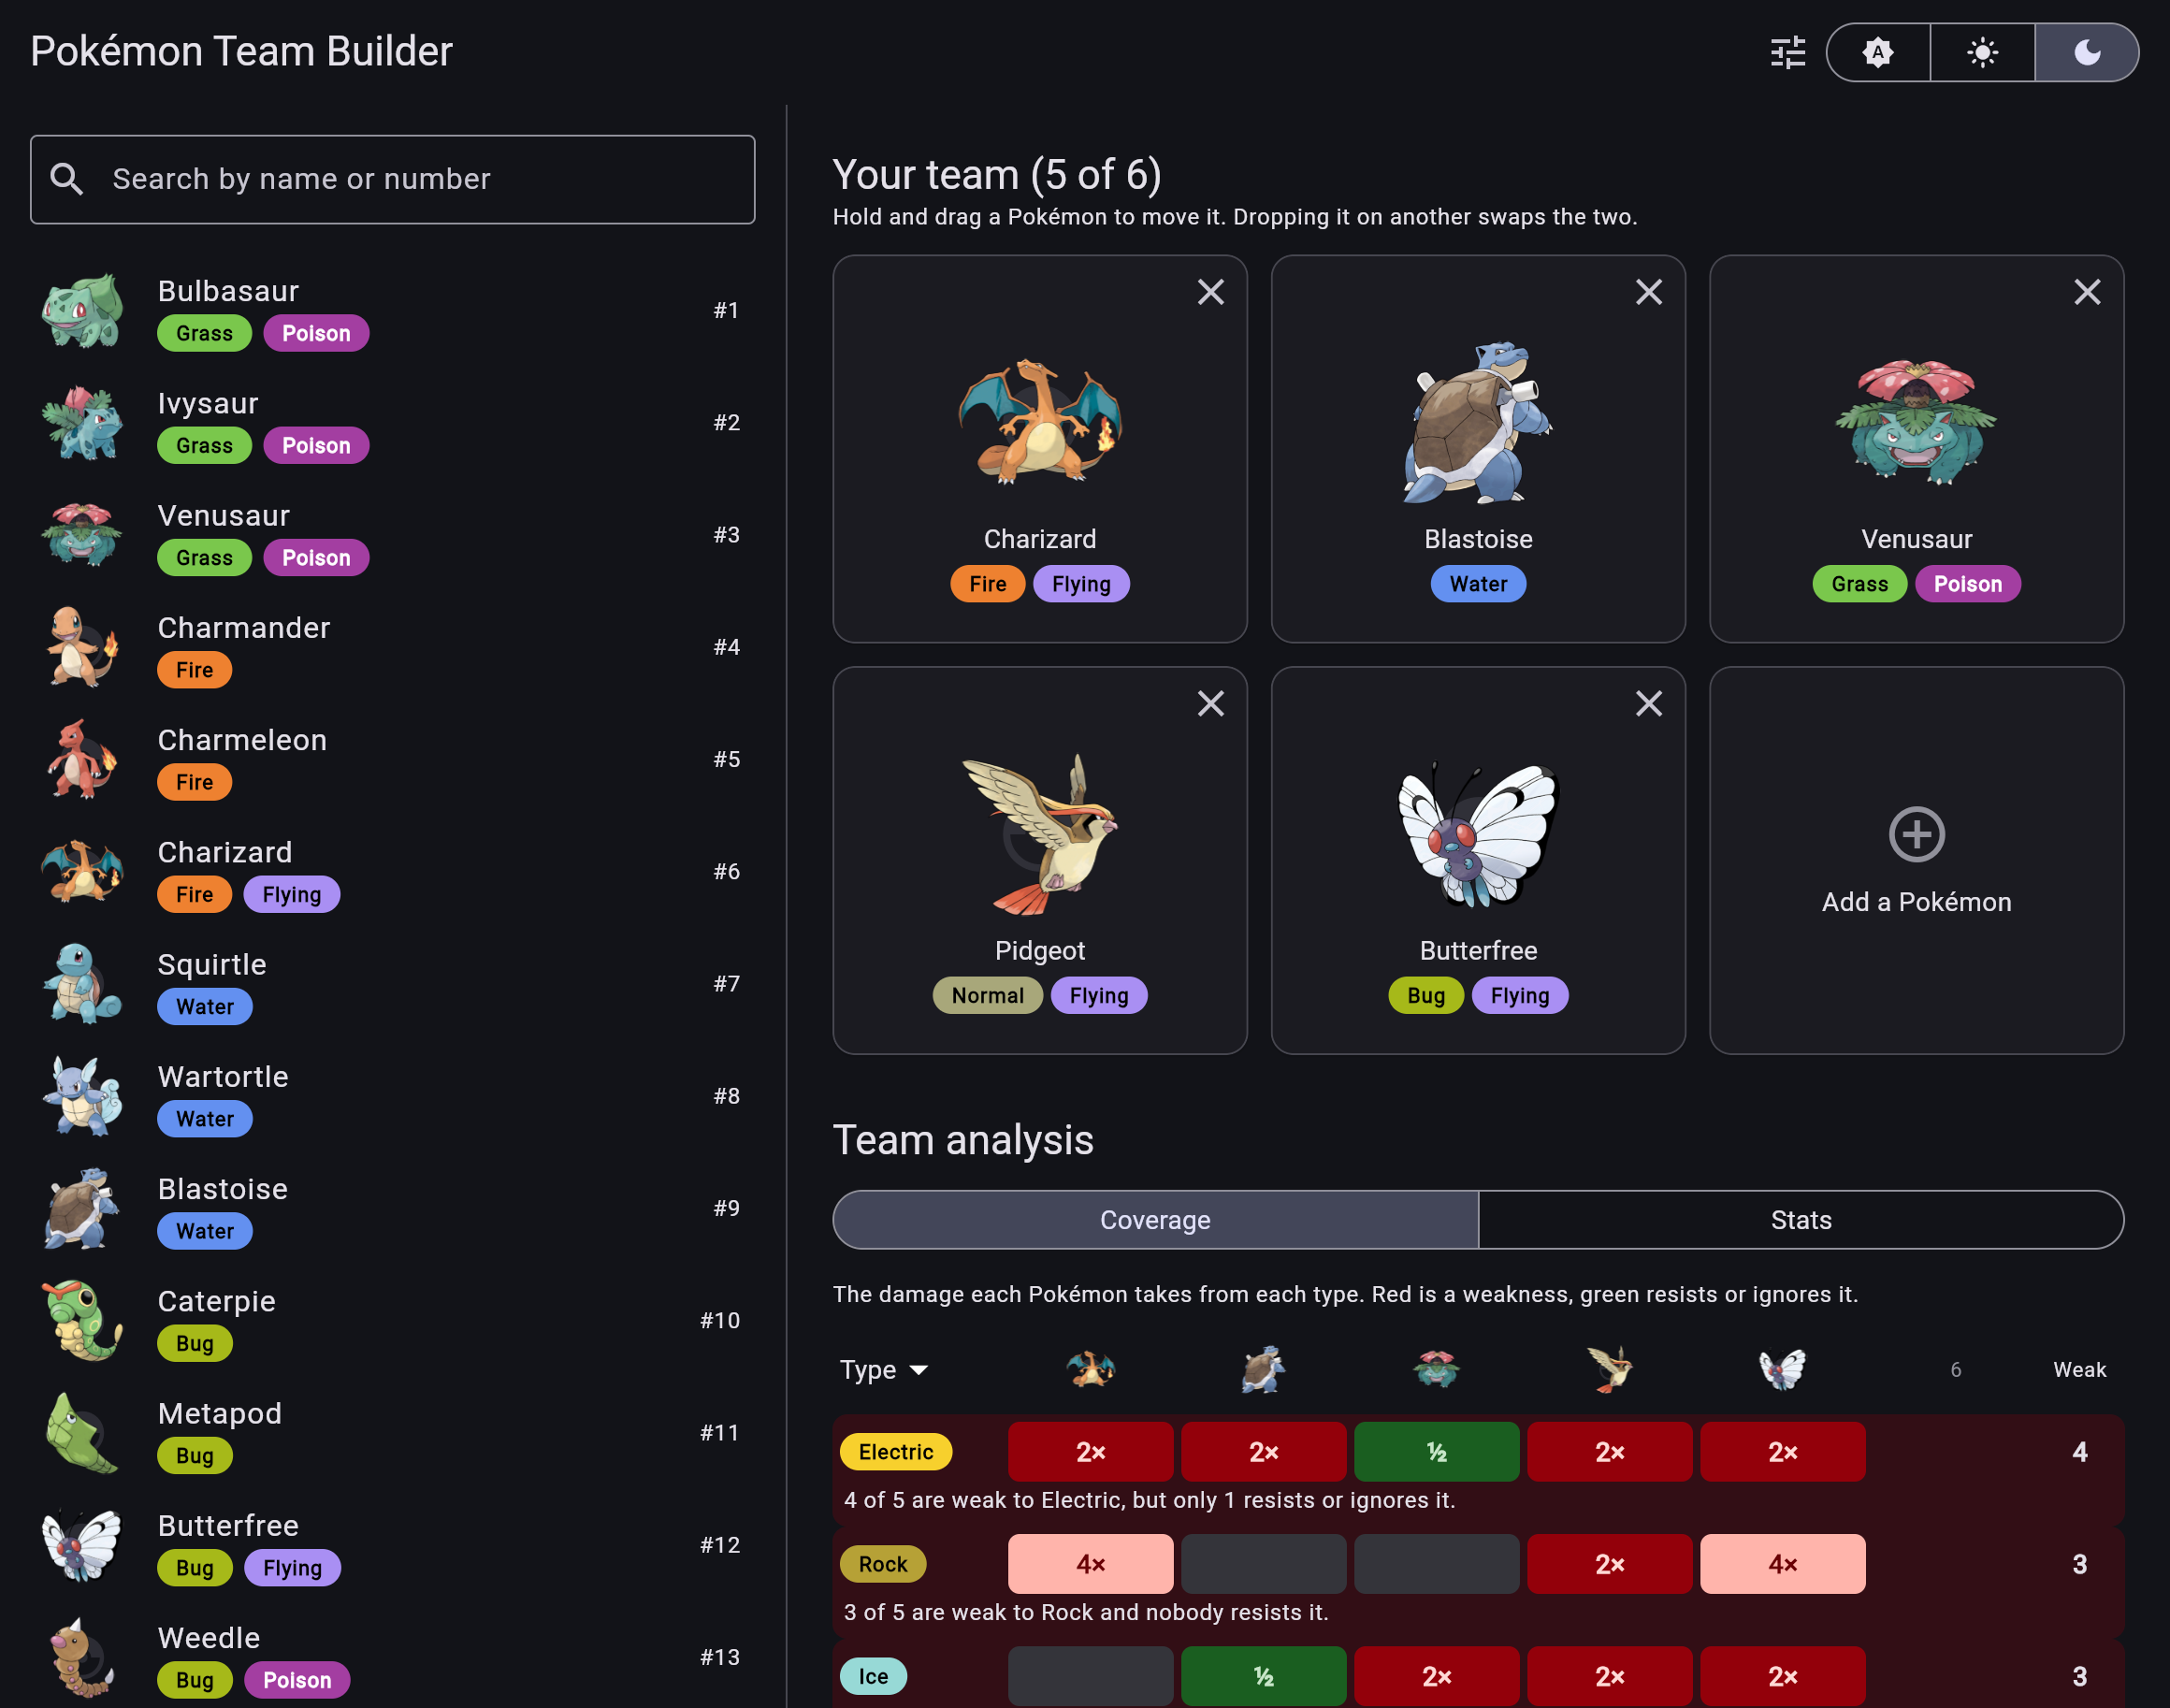 Pokémon Team Builder
A
Search by name or number
Bulbasaur
Grass Poison
#1
Ivysaur
Grass Poison
#2
Venusaur
Grass Poison
#3
Charmander
Fire
#4
Charmeleon
Fire
#5
Charizard
Fire Flying
#6
Squirtle
Water
#7
Wartortle
Water
#8
Blastoise
Water
#9
Caterpie
Bug
#10
Metapod
Bug
#11
Butterfree
Bug Flying
#12
Weedle
Bug Poison
#13
Your team (5 of 6)
Hold and drag a Pokémon to move it. Dropping it on another swaps the two.
Charizard
Fire Flying
Blastoise
Water
Venusaur
Grass Poison
Pidgeot
Normal Flying
Butterfree
Bug Flying
Add a Pokémon
Team analysis
Coverage Stats
The damage each Pokémon takes from each type. Red is a weakness, green resists or ignores it.
Type 6 Weak
Electric 2× 2× ½ 2× 2× 4
4 of 5 are weak to Electric, but only 1 resists or ignores it.
Rock 4× 2× 4× 3
3 of 5 are weak to Rock and nobody resists it.
Ice ½ 2× 2× 2× 3